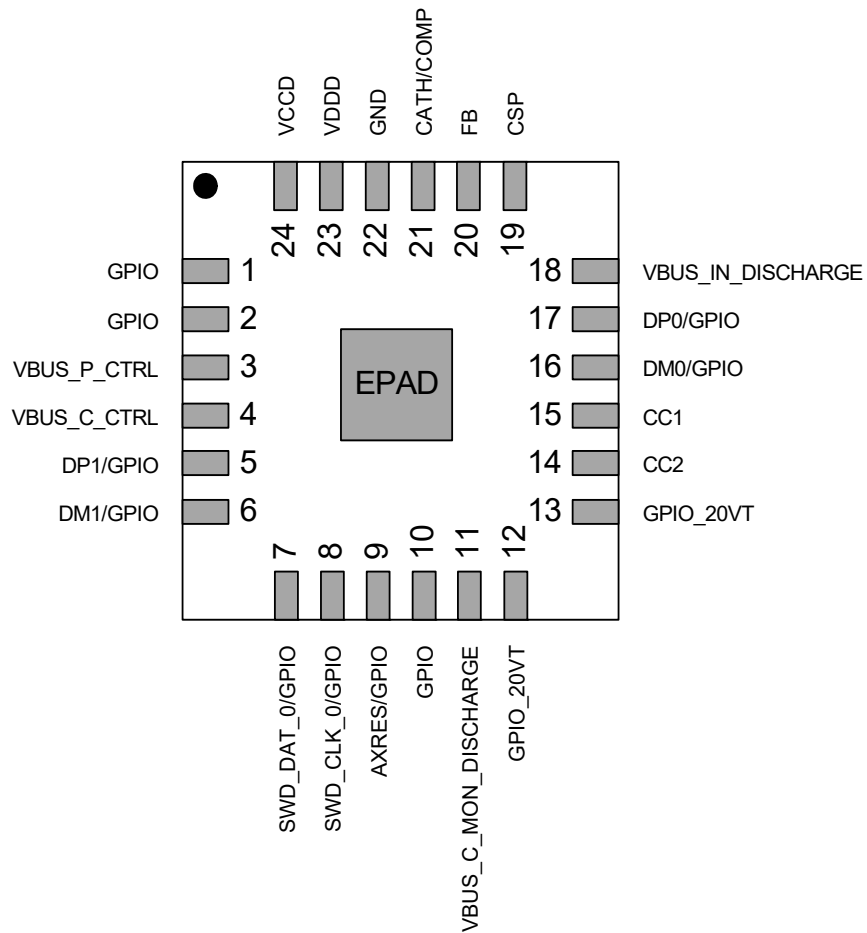 VCCD
VDDD
GND
CATH/COMP
FB
CSP
24
23
22
21
20
19
GPIO 1
GPIO 2
VBUS_P_CTRL 3
VBUS_C_CTRL 4
DP1/GPIO 5
DM1/GPIO 6
EPAD
18 VBUS_IN_DISCHARGE
17 DP0/GPIO
16 DM0/GPIO
15 CC1
14 CC2
13 GPIO_20VT
7
8
9
10
11
12
SWD_DAT_0/GPIO
SWD_CLK_0/GPIO
AXRES/GPIO
GPIO
VBUS_C_MON_DISCHARGE
GPIO_20VT